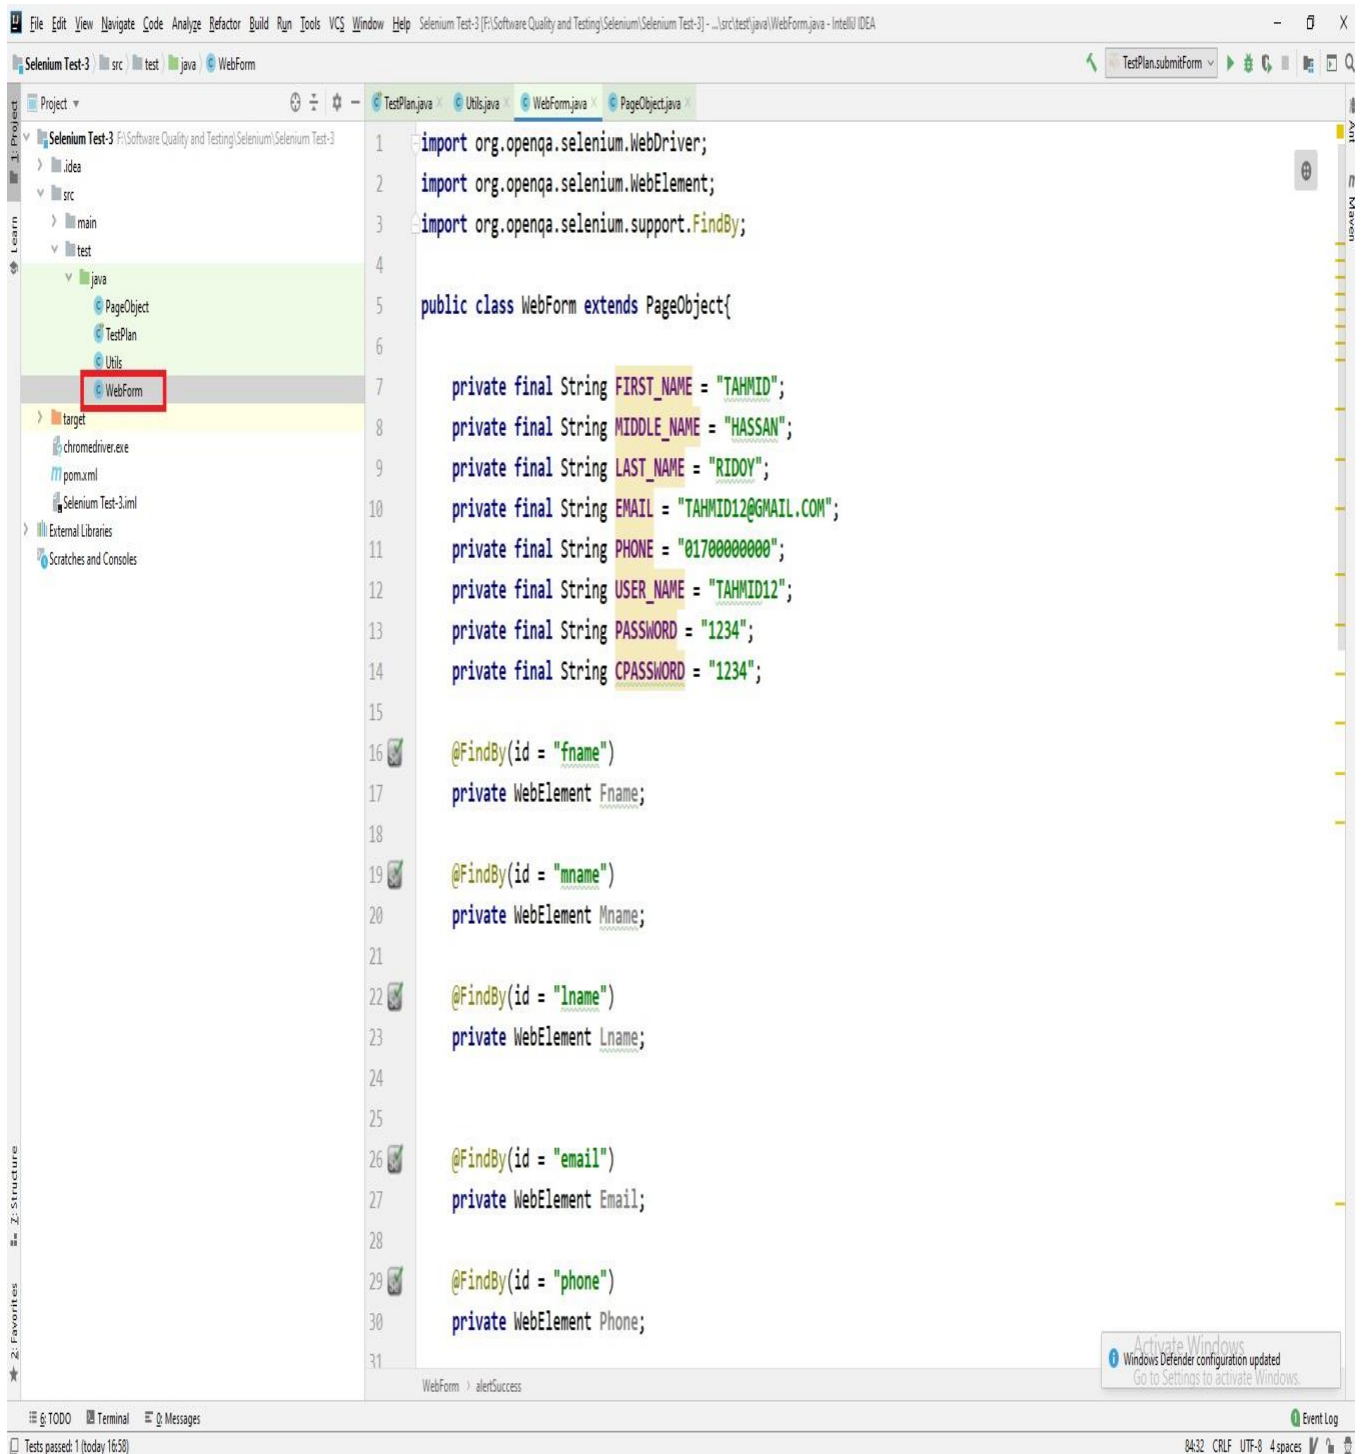 File Edit View Navigate Code Analyze Refactor Build Run Tools VCS Window Help Selenium Test-3 [F:\Software Quality and Testing\Selenium\Selenium Test-3] - ...\src\test\java\WebForm.java - IntelliJ IDEA
Selenium Test-3 src test java WebForm
TestPlan.submitForm
1: Project
Learn
Z: Structure
2: Favorites
Project
Selenium Test-3 F:\Software Quality and Testing\Selenium\Selenium Test-3
.idea
src
main
test
java
PageObject
TestPlan
Utils
WebForm
target
chromedriver.exe
pom.xml
Selenium Test-3.iml
External Libraries
Scratches and Consoles
TestPlan.java Utils.java WebForm.java PageObject.java
1 import org.openqa.selenium.WebDriver;
2 import org.openqa.selenium.WebElement;
3 import org.openqa.selenium.support.FindBy;
4
5 public class WebForm extends PageObject{
6
7 private final String FIRST_NAME = "TAHMID";
8 private final String MIDDLE_NAME = "HASSAN";
9 private final String LAST_NAME = "RIDOY";
10 private final String EMAIL = "TAHMID12@GMAIL.COM";
11 private final String PHONE = "01700000000";
12 private final String USER_NAME = "TAHMID12";
13 private final String PASSWORD = "1234";
14 private final String CPASSWORD = "1234";
15
16 @FindBy(id = "fname")
17 private WebElement Fname;
18
19 @FindBy(id = "mname")
20 private WebElement Mname;
21
22 @FindBy(id = "lname")
23 private WebElement Lname;
24
25
26 @FindBy(id = "email")
27 private WebElement Email;
28
29 @FindBy(id = "phone")
30 private WebElement Phone;
31
WebForm alertSuccess
Ant
Maven
Activate Windows
Windows Defender configuration updated
Go to Settings to activate Windows.
6: TODO Terminal 0: Messages
1 Event Log
Tests passed: 1 (today 16:58)
84:32 CRLF UTF-8 4 spaces